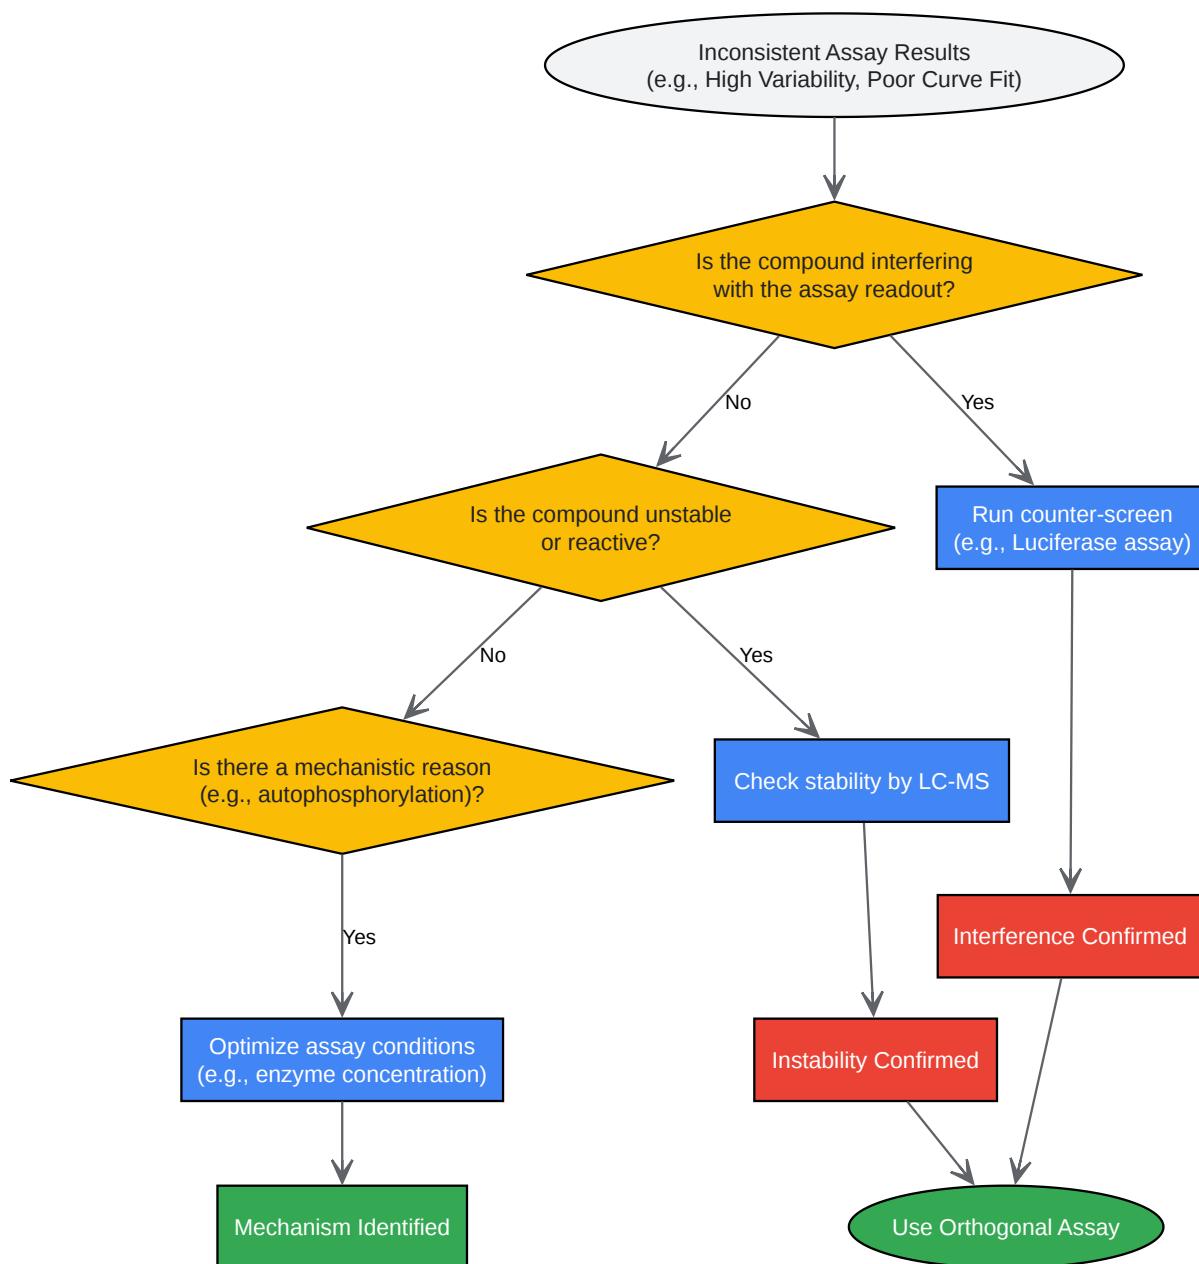 Inconsistent Assay Results
(e.g., High Variability, Poor Curve Fit)
Is the compound interfering
with the assay readout?
No
Yes
Is the compound unstable
or reactive?
Run counter-screen
(e.g., Luciferase assay)
No
Yes
Is there a mechanistic reason
(e.g., autophosphorylation)?
Check stability by LC-MS
Yes
Interference Confirmed
Optimize assay conditions
(e.g., enzyme concentration)
Instability Confirmed
Mechanism Identified
Use Orthogonal Assay